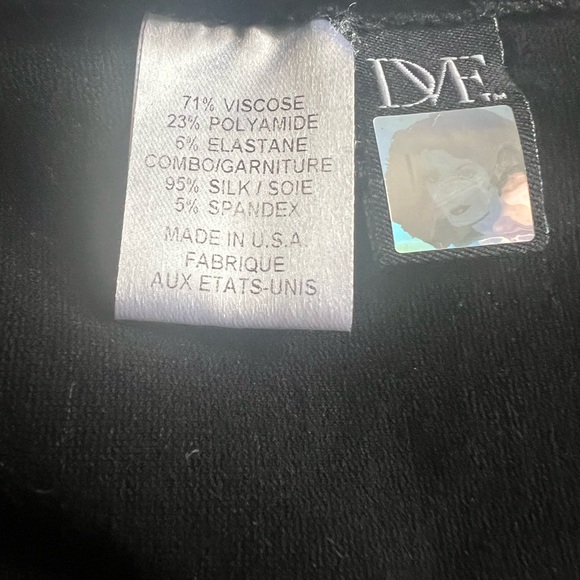 71% VISCOSE
23% POLYAMIDE
6% ELASTANE
COMBO/GARNITURE
95% SILK / SOIE
5% SPANDEX
MADE IN U.S.A
FABRIQUE
AUX ETATS-UNIS
DVF™